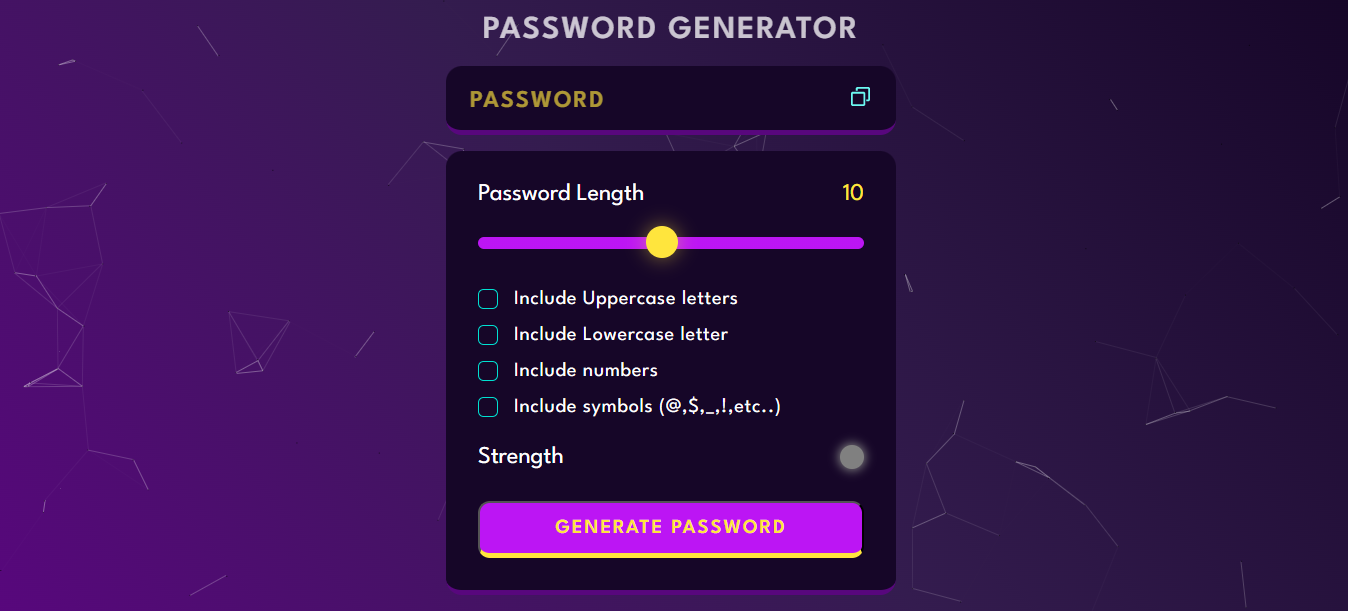 PASSWORD GENERATOR
PASSWORD
Password Length 10
Include Uppercase letters
Include Lowercase letter
Include numbers
Include symbols (@,$,_,!,etc..)
Strength
GENERATE PASSWORD